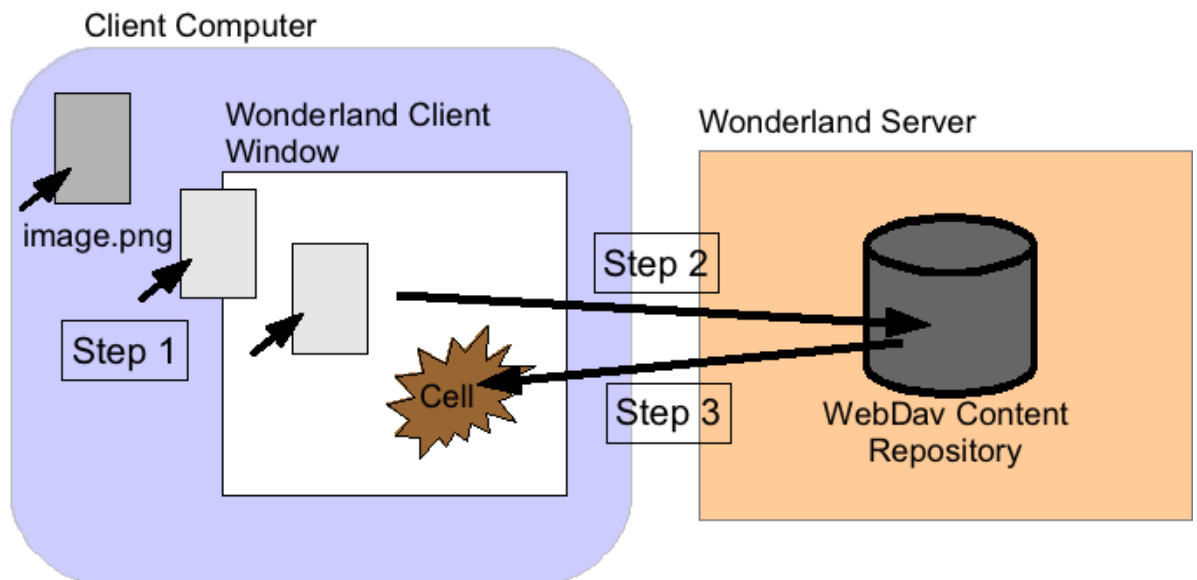 Client Computer
Wonderland Client
Window
Wonderland Server
image.png
Step 1
Step 2
Cell
Step 3
WebDav Content
Repository